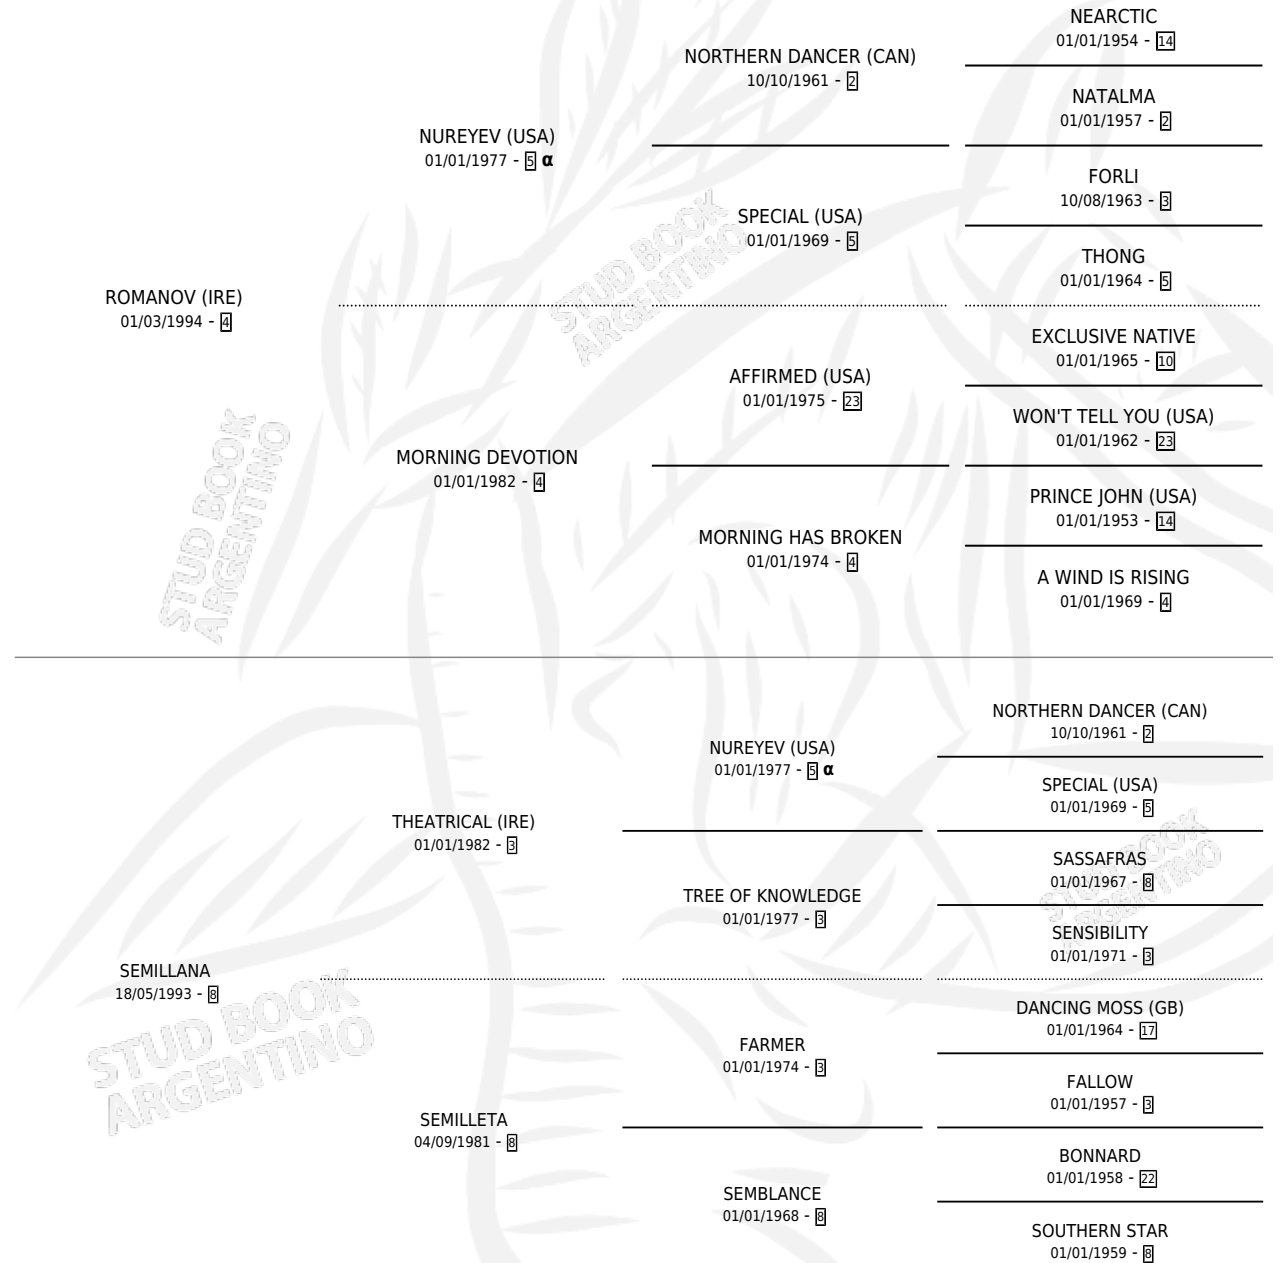 NEARCTIC
01/01/1954 - 14
NORTHERN DANCER (CAN)
10/10/1961 - 2
NATALMA
01/01/1957 - 2
NUREYEV (USA)
01/01/1977 - 5 α
FORLI
10/08/1963 - 3
SPECIAL (USA)
01/01/1969 - 5
THONG
01/01/1964 - 5
ROMANOV (IRE)
01/03/1994 - 4
EXCLUSIVE NATIVE
01/01/1965 - 10
AFFIRMED (USA)
01/01/1975 - 23
WON'T TELL YOU (USA)
01/01/1962 - 23
MORNING DEVOTION
01/01/1982 - 4
PRINCE JOHN (USA)
01/01/1953 - 14
MORNING HAS BROKEN
01/01/1974 - 4
A WIND IS RISING
01/01/1969 - 4
NORTHERN DANCER (CAN)
10/10/1961 - 2
NUREYEV (USA)
01/01/1977 - 5 α
SPECIAL (USA)
01/01/1969 - 5
THEATRICAL (IRE)
01/01/1982 - 3
SASSAFRAS
01/01/1967 - 8
TREE OF KNOWLEDGE
01/01/1977 - 3
SENSIBILITY
01/01/1971 - 3
SEMILLANA
18/05/1993 - 8
DANCING MOSS (GB)
01/01/1964 - 17
FARMER
01/01/1974 - 3
FALLOW
01/01/1957 - 3
SEMILLETA
04/09/1981 - 8
BONNARD
01/01/1958 - 22
SEMBLANCE
01/01/1968 - 8
SOUTHERN STAR
01/01/1959 - 8
STUD BOOK
ARGENTINO
STUD BOOK
ARGENTINO
STUD BOOK
ARGENTINO
STUD BOOK
ARGENTINO